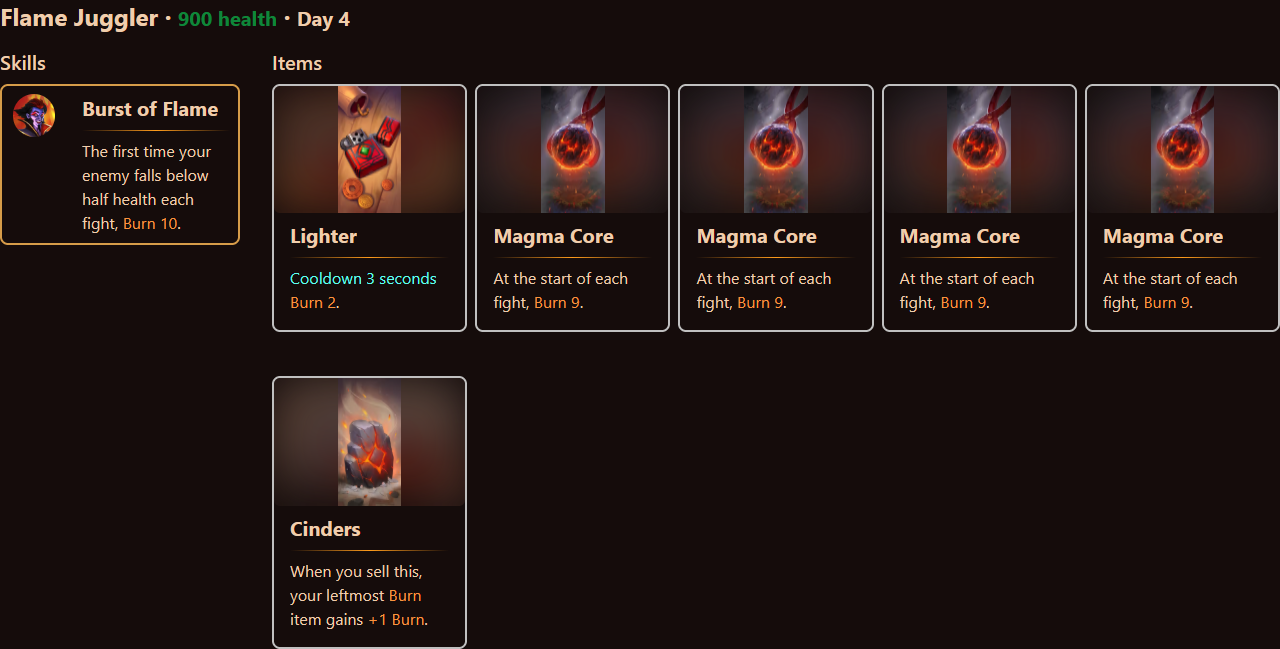 Flame Juggler · 900 health · Day 4
Skills
Burst of Flame
The first time your
enemy falls below
half health each
fight, Burn 10.
Items
Lighter
Cooldown 3 seconds
Burn 2.
Magma Core
At the start of each
fight, Burn 9.
Magma Core
At the start of each
fight, Burn 9.
Magma Core
At the start of each
fight, Burn 9.
Magma Core
At the start of each
fight, Burn 9.
Cinders
When you sell this,
your leftmost Burn
item gains +1 Burn.